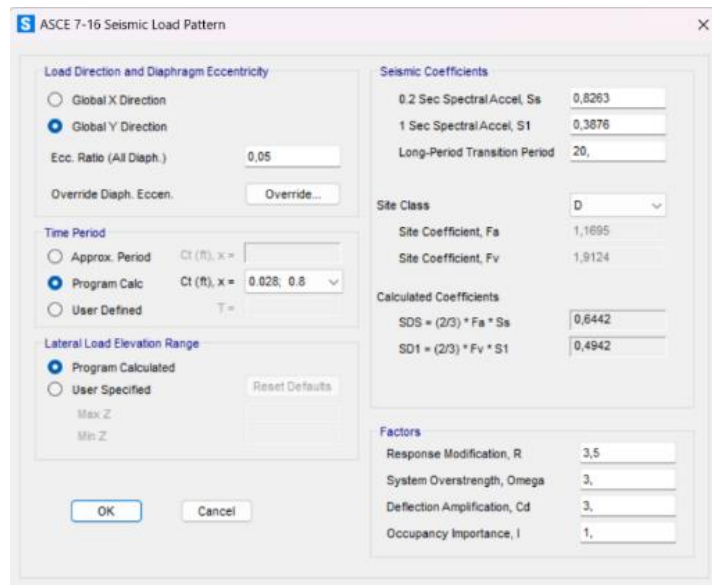 S ASCE 7-16 Seismic Load Pattern
Load Direction and Diaphragm Eccentricity
Global X Direction
Global Y Direction
Ecc. Ratio (All Diaph.) 0,05
Override Diaph. Eccen. Override...
Time Period
Approx. Period Ct (ft), x =
Program Calc Ct (ft), x = 0.028; 0.8
User Defined T =
Lateral Load Elevation Range
Program Calculated
User Specified Reset Defaults
Max Z
Min Z
OK Cancel
Seismic Coefficients
0.2 Sec Spectral Accel, Ss 0,8263
1 Sec Spectral Accel, S1 0,3876
Long-Period Transition Period 20,
Site Class D
Site Coefficient, Fa 1,1695
Site Coefficient, Fv 1,9124
Calculated Coefficients
SDS = (2/3) * Fa * Ss 0,6442
SD1 = (2/3) * Fv * S1 0,4942
Factors
Response Modification, R 3,5
System Overstrength, Omega 3,
Deflection Amplification, Cd 3,
Occupancy Importance, I 1,